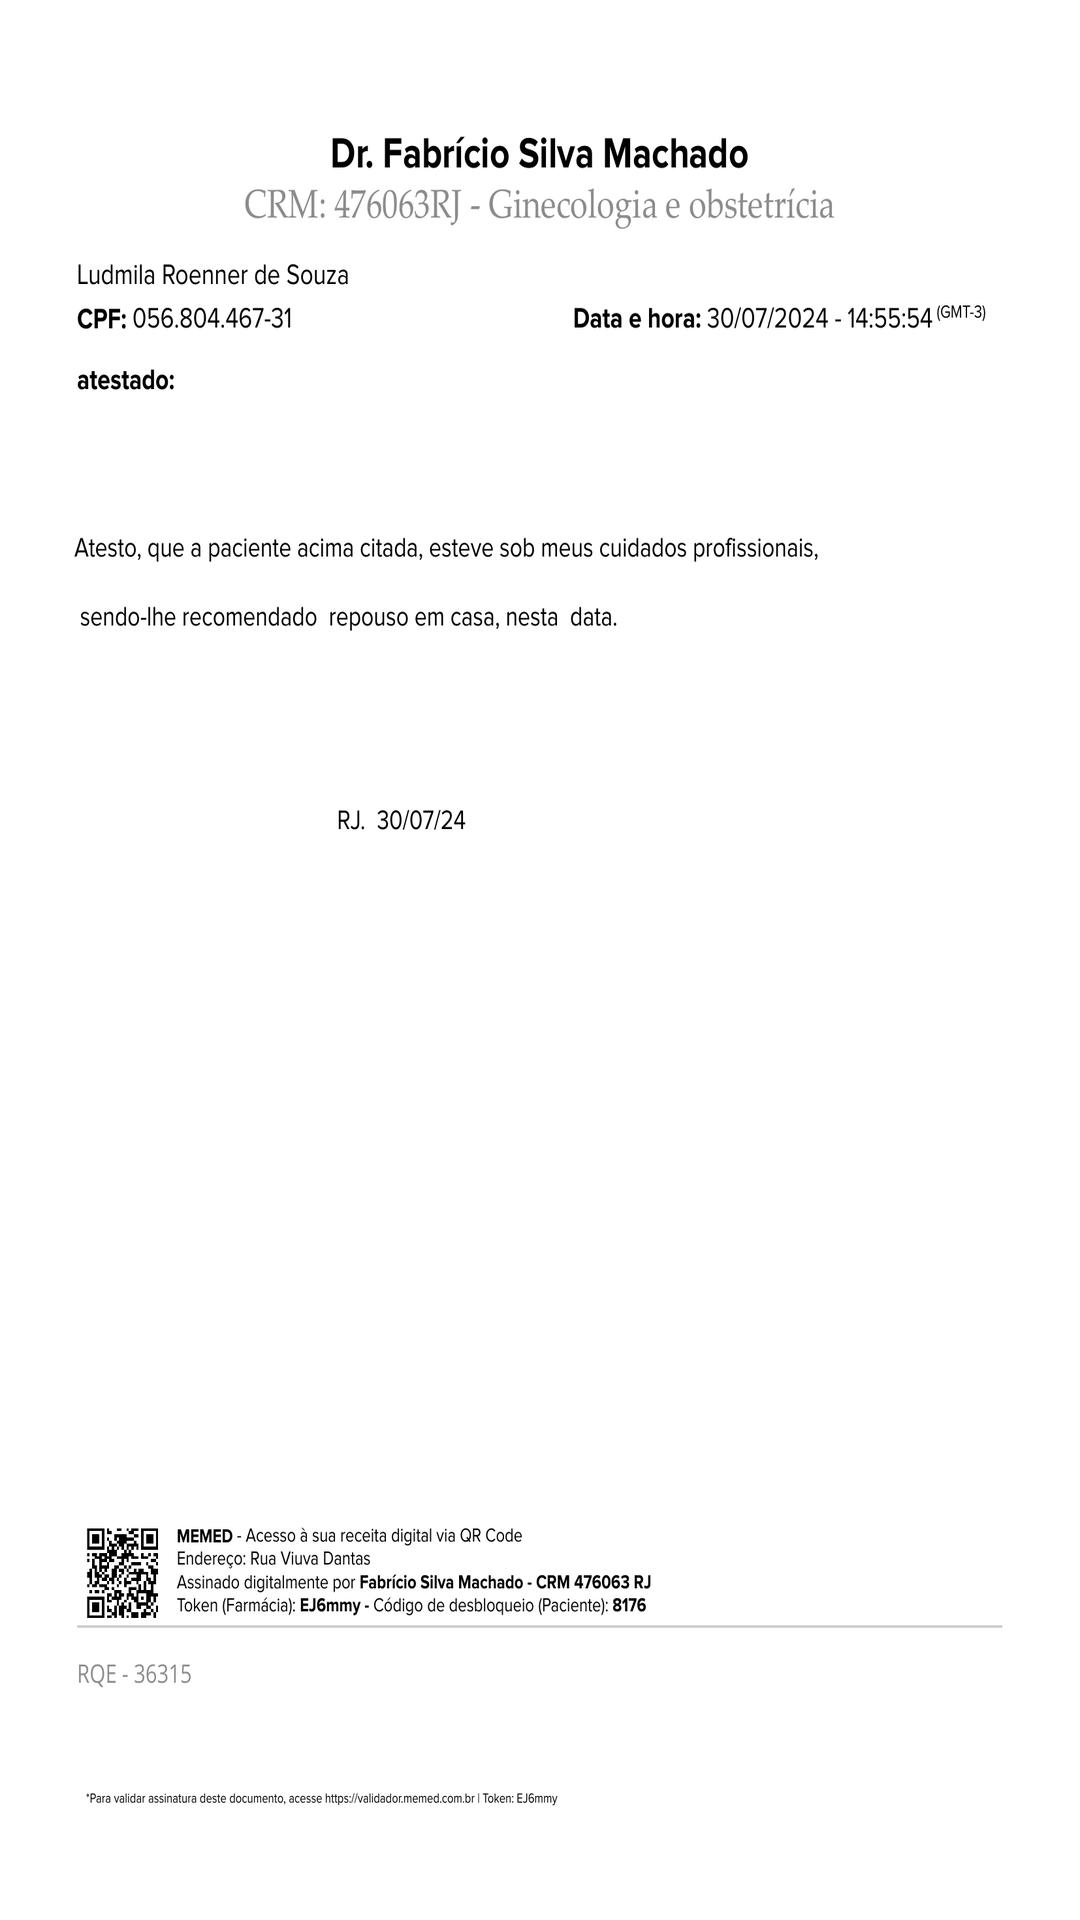 Dr. Fabrício Silva Machado
CRM: 476063RJ - Ginecologia e obstetrícia
Ludmila Roenner de Souza
CPF: 056.804.467-31 Data e hora: 30/07/2024 - 14:55:54 (GMT-3)
atestado:
Atesto, que a paciente acima citada, esteve sob meus cuidados profissionais,
sendo-lhe recomendado repouso em casa, nesta data.
RJ. 30/07/24
MEMED - Acesso à sua receita digital via QR Code
Endereço: Rua Viuva Dantas
Assinado digitalmente por Fabrício Silva Machado - CRM 476063 RJ
Token (Farmácia): EJ6mmy - Código de desbloqueio (Paciente): 8176
RQE - 36315
*Para validar assinatura deste documento, acesse https://validador.memed.com.br | Token: EJ6mmy